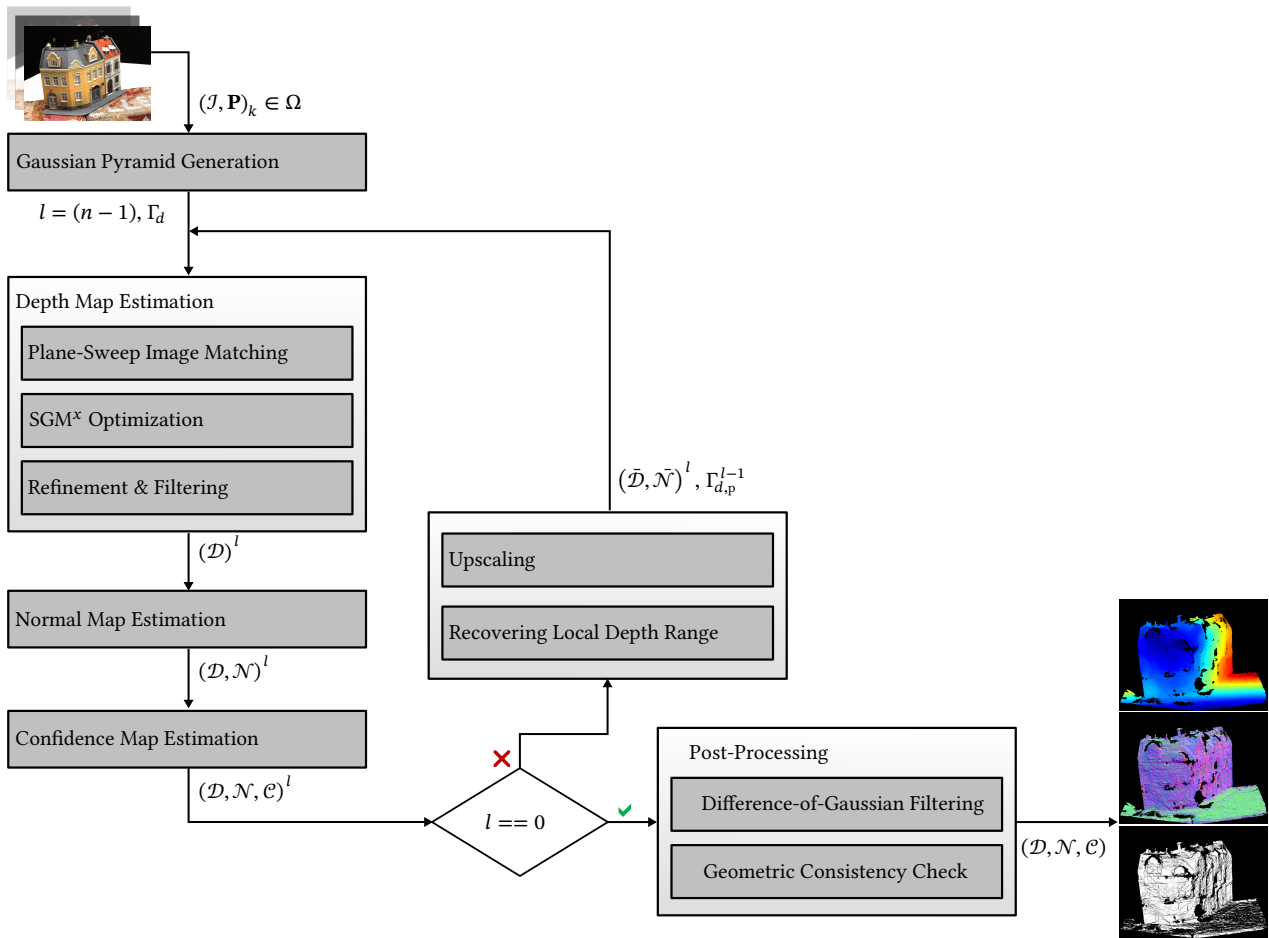 (ℐ, 𝐏)ₖ ∈ Ω
Gaussian Pyramid Generation
l = (n − 1), Γ_d
Depth Map Estimation
Plane-Sweep Image Matching
SGMˣ Optimization
Refinement & Filtering
(𝒟)ˡ
Normal Map Estimation
(𝒟, 𝒩)ˡ
Confidence Map Estimation
(𝒟, 𝒩, 𝒞)ˡ
l == 0
(𝒟̄, 𝒩̄)ˡ, Γ_{d,p}^{l−1}
Upscaling
Recovering Local Depth Range
Post-Processing
Difference-of-Gaussian Filtering
Geometric Consistency Check
(𝒟, 𝒩, 𝒞)